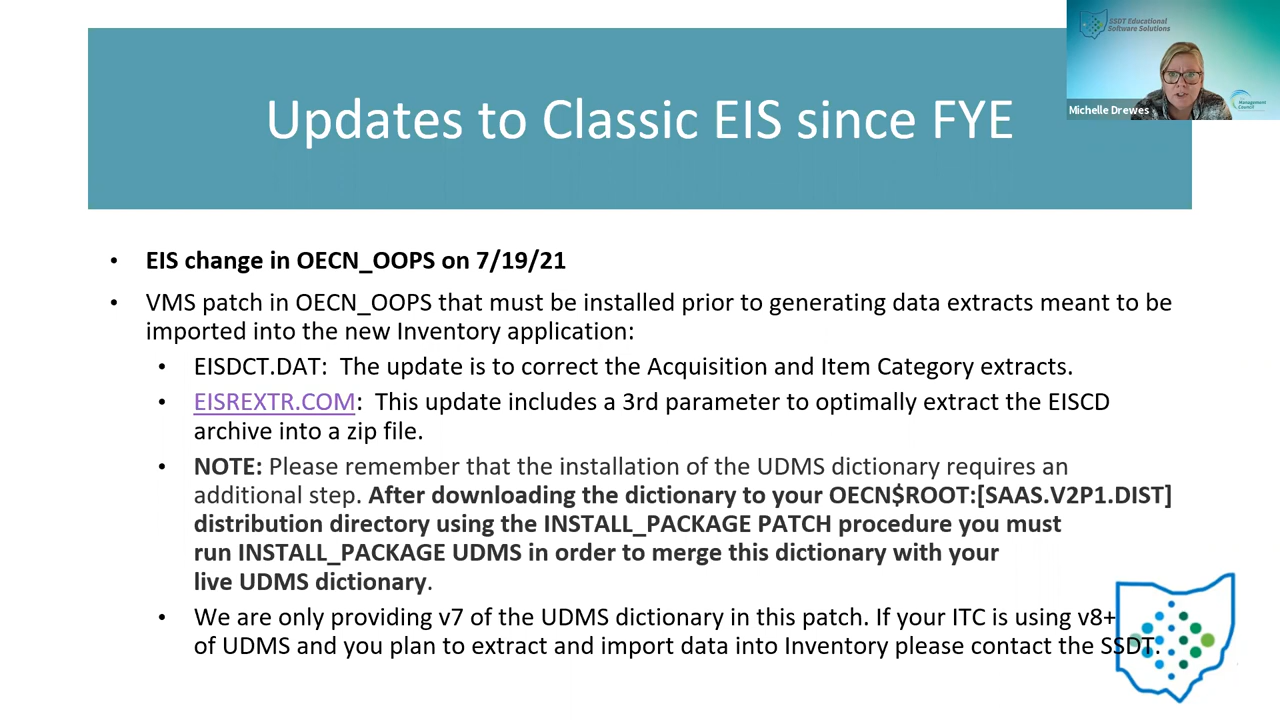 SSDT Educational
Software Solutions
Michelle Drewes
Management
Council
Updates to Classic EIS since FYE
• EIS change in OECN_OOPS on 7/19/21
• VMS patch in OECN_OOPS that must be installed prior to generating data extracts meant to be
imported into the new Inventory application:
• EISDCT.DAT: The update is to correct the Acquisition and Item Category extracts.
• EISREXTR.COM: This update includes a 3rd parameter to optimally extract the EISCD
archive into a zip file.
• NOTE: Please remember that the installation of the UDMS dictionary requires an
additional step. After downloading the dictionary to your OECN$ROOT:[SAAS.V2P1.DIST]
distribution directory using the INSTALL_PACKAGE PATCH procedure you must
run INSTALL_PACKAGE UDMS in order to merge this dictionary with your
live UDMS dictionary.
• We are only providing v7 of the UDMS dictionary in this patch. If your ITC is using v8+
of UDMS and you plan to extract and import data into Inventory please contact the SSDT.